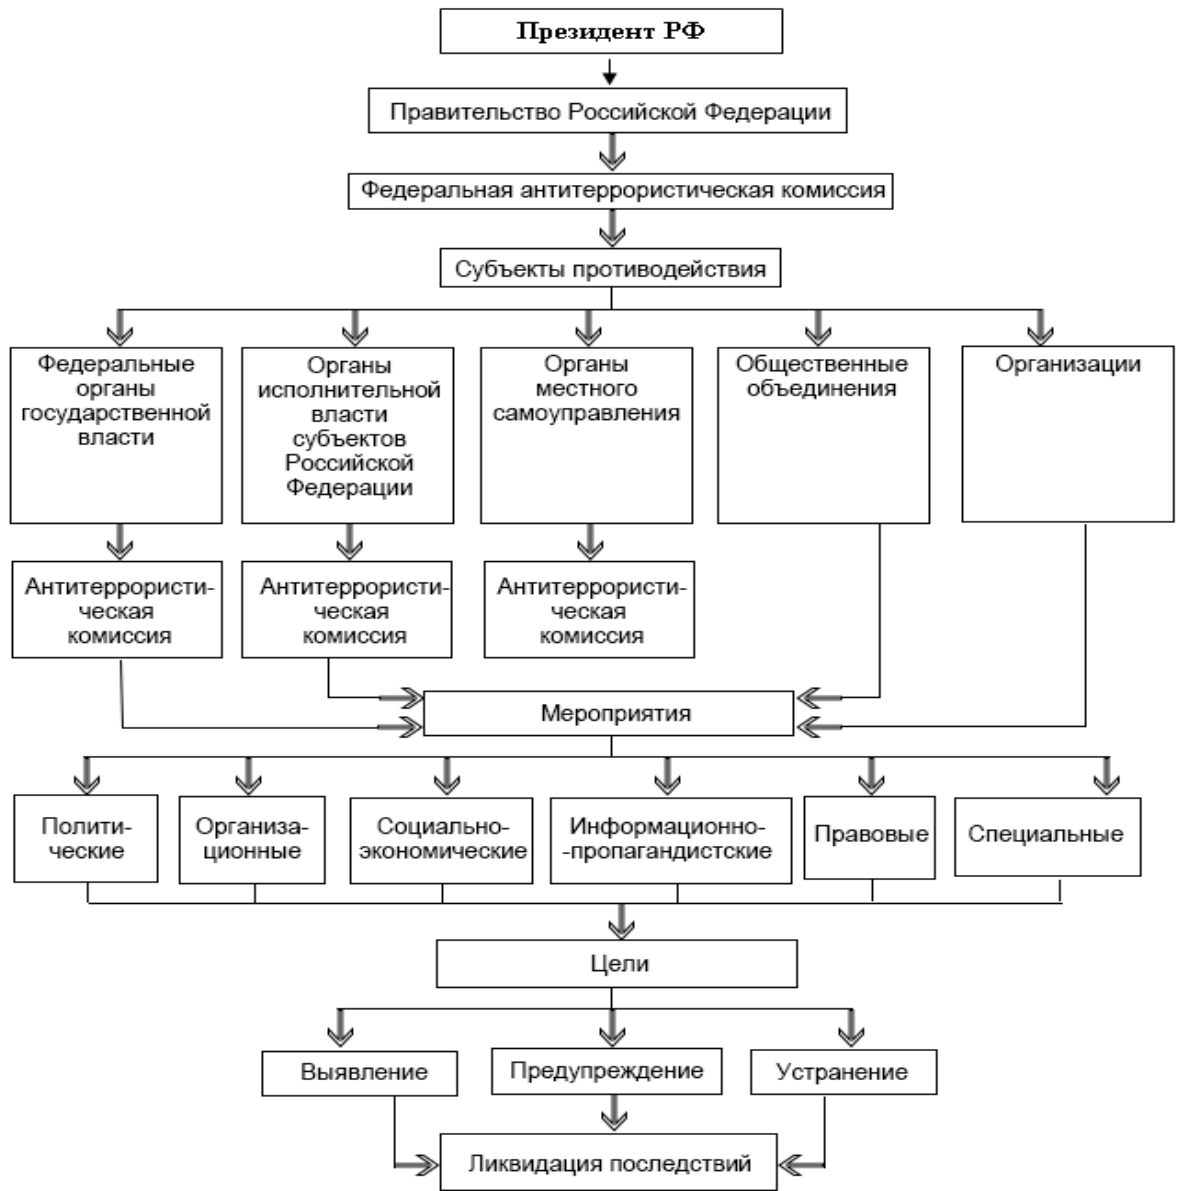 Президент РФ
Правительство Российской Федерации
Федеральная антитеррористическая комиссия
Субъекты противодействия
Федеральные
органы
государственной
власти
Органы
исполнительной
власти
субъектов
Российской
Федерации
Органы
местного
самоуправления
Общественные
объединения
Организации
Антитеррористи-
ческая
комиссия
Антитеррористи-
ческая
комиссия
Антитеррористи-
ческая
комиссия
Мероприятия
Полити-
ческие
Организа-
ционные
Социально-
экономические
Информационно-
-пропагандистские
Правовые
Специальные
Цели
Выявление
Предупреждение
Устранение
Ликвидация последствий